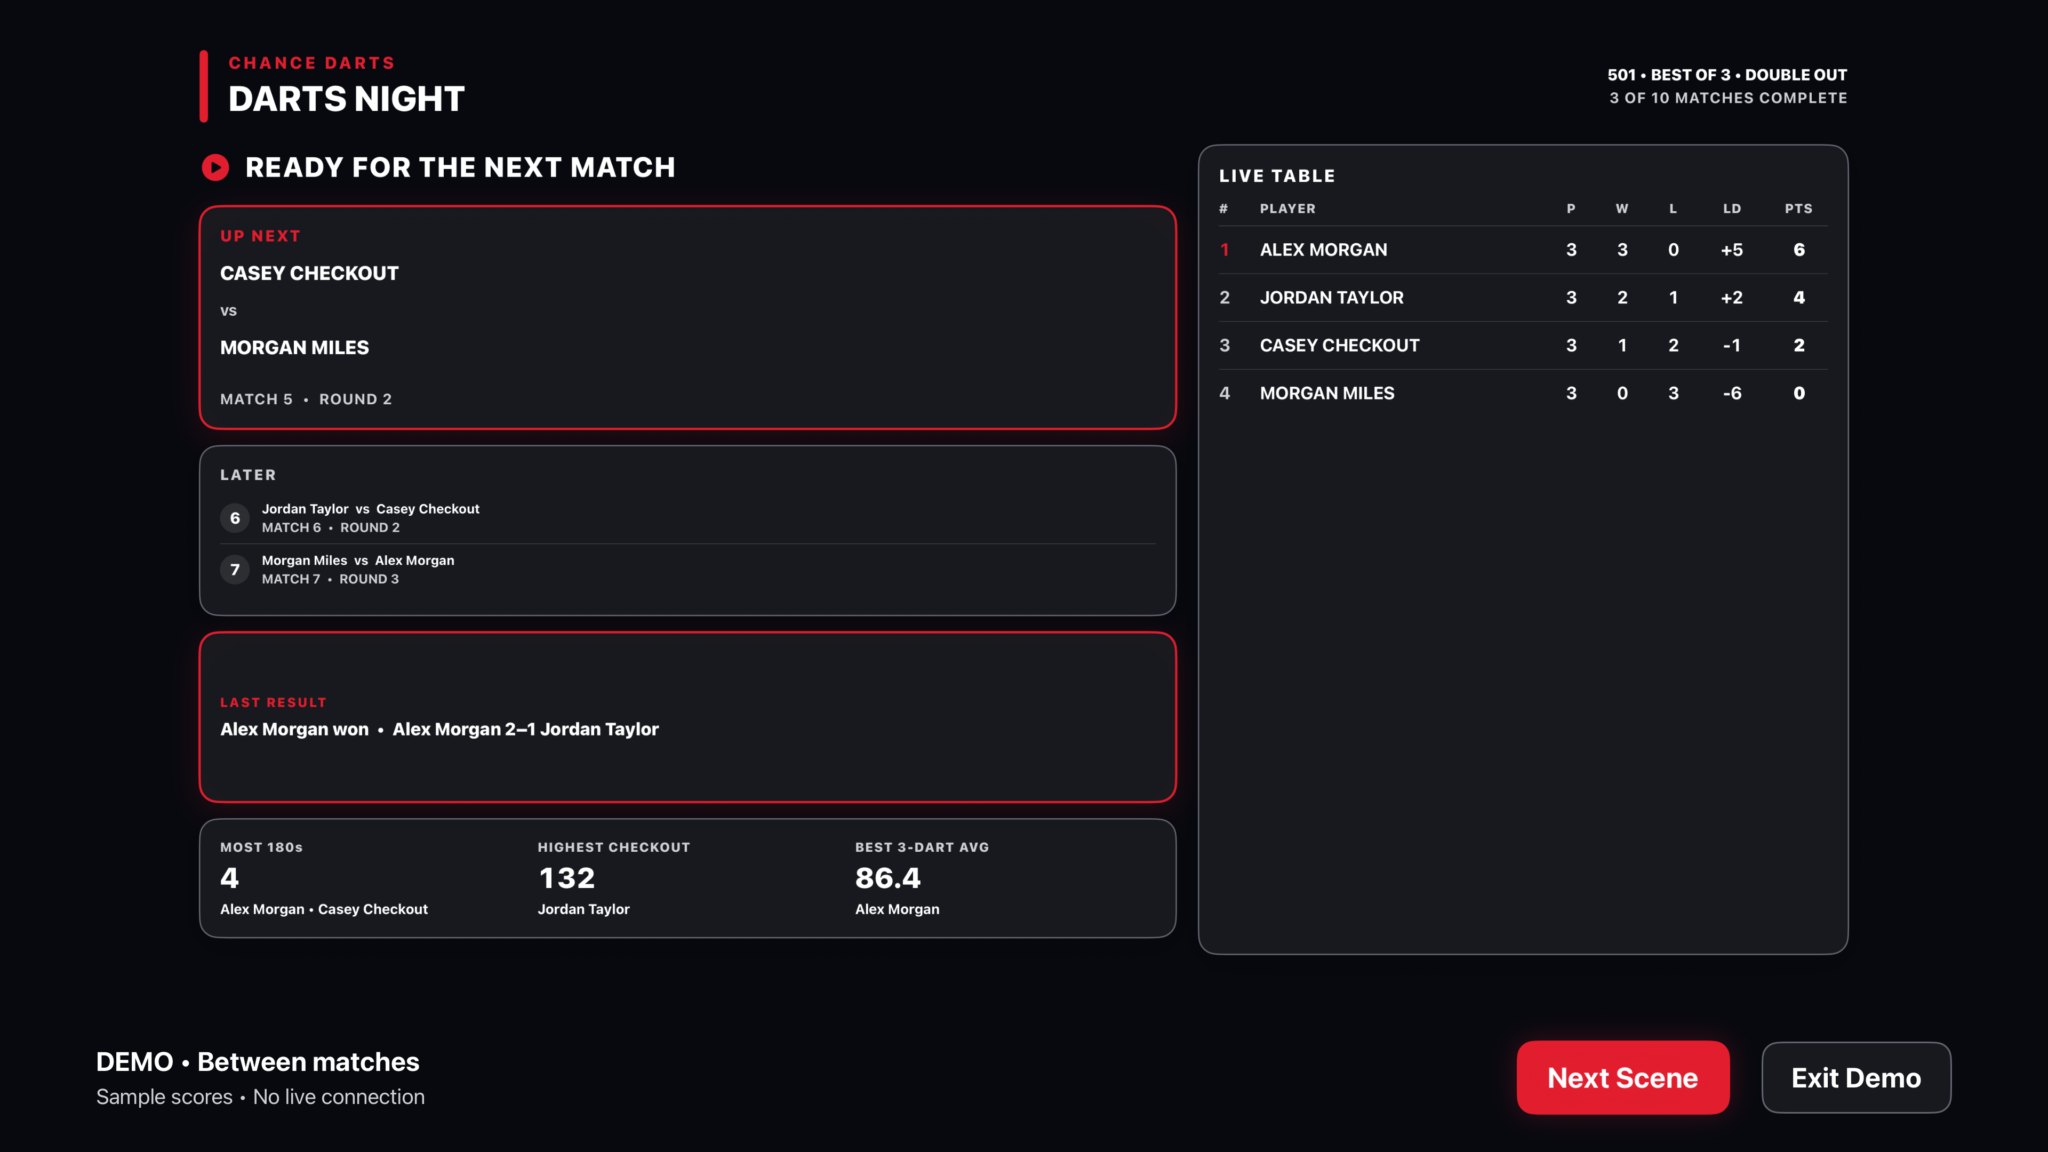 CHANCE DARTS
DARTS NIGHT
501 • BEST OF 3 • DOUBLE OUT
3 OF 10 MATCHES COMPLETE
READY FOR THE NEXT MATCH
UP NEXT
CASEY CHECKOUT
vs
MORGAN MILES
MATCH 5 • ROUND 2
LATER
6 Jordan Taylor vs Casey Checkout
MATCH 6 • ROUND 2
7 Morgan Miles vs Alex Morgan
MATCH 7 • ROUND 3
LAST RESULT
Alex Morgan won • Alex Morgan 2–1 Jordan Taylor
MOST 180s
4
Alex Morgan • Casey Checkout
HIGHEST CHECKOUT
132
Jordan Taylor
BEST 3-DART AVG
86.4
Alex Morgan
LIVE TABLE
# PLAYER P W L LD PTS
1 ALEX MORGAN 3 3 0 +5 6
2 JORDAN TAYLOR 3 2 1 +2 4
3 CASEY CHECKOUT 3 1 2 -1 2
4 MORGAN MILES 3 0 3 -6 0
DEMO • Between matches
Sample scores • No live connection
Next Scene
Exit Demo